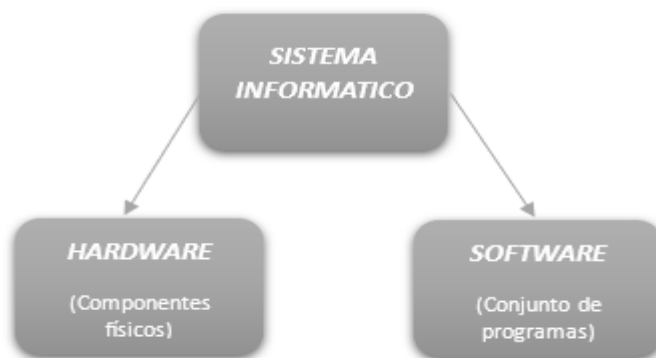 SISTEMA
INFORMATICO
HARDWARE
(Componentes
físicos)
SOFTWARE
(Conjunto de
programas)